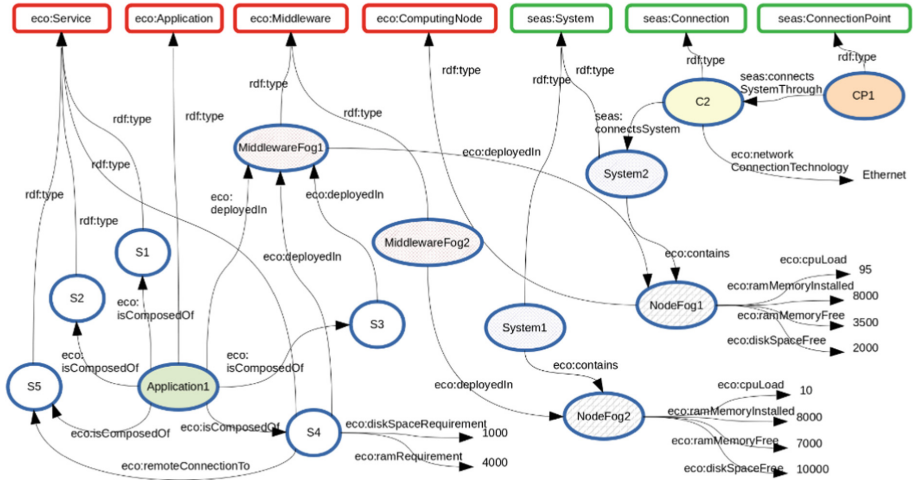 eco:Service
eco:Application
eco:Middleware
eco:ComputingNode
seas:System
seas:Connection
seas:ConnectionPoint
rdf:type
rdf:type
rdf:type
rdf:type
rdf:type
rdf:type
rdf:type
rdf:type
rdf:type
rdf:type
rdf:type
rdf:type
rdf:type
seas:connects
SystemThrough
C2
CP1
seas:
connectsSystem
MiddlewareFog1
eco:deployedIn
eco:network
ConnectionTechnology
Ethernet
System2
eco:
deployedIn
eco:deployedIn
eco:deployedIn
S1
MiddlewareFog2
eco:contains
eco:cpuLoad
95
eco:ramMemoryInstalled
8000
S2
eco:
isComposedOf
NodeFog1
eco:ramMemoryFree
3500
S3
System1
eco:diskSpaceFree
2000
eco:
isComposedOf
eco:
isComposedOf
eco:contains
S5
Application1
eco:deployedIn
eco:cpuLoad
10
eco:ramMemoryInstalled
8000
NodeFog2
eco:isComposedOf
eco:isComposedOf
S4
eco:diskSpaceRequirement
1000
eco:ramMemoryFree
7000
eco:ramRequirement
4000
eco:remoteConnectionTo
eco:diskSpaceFree
10000